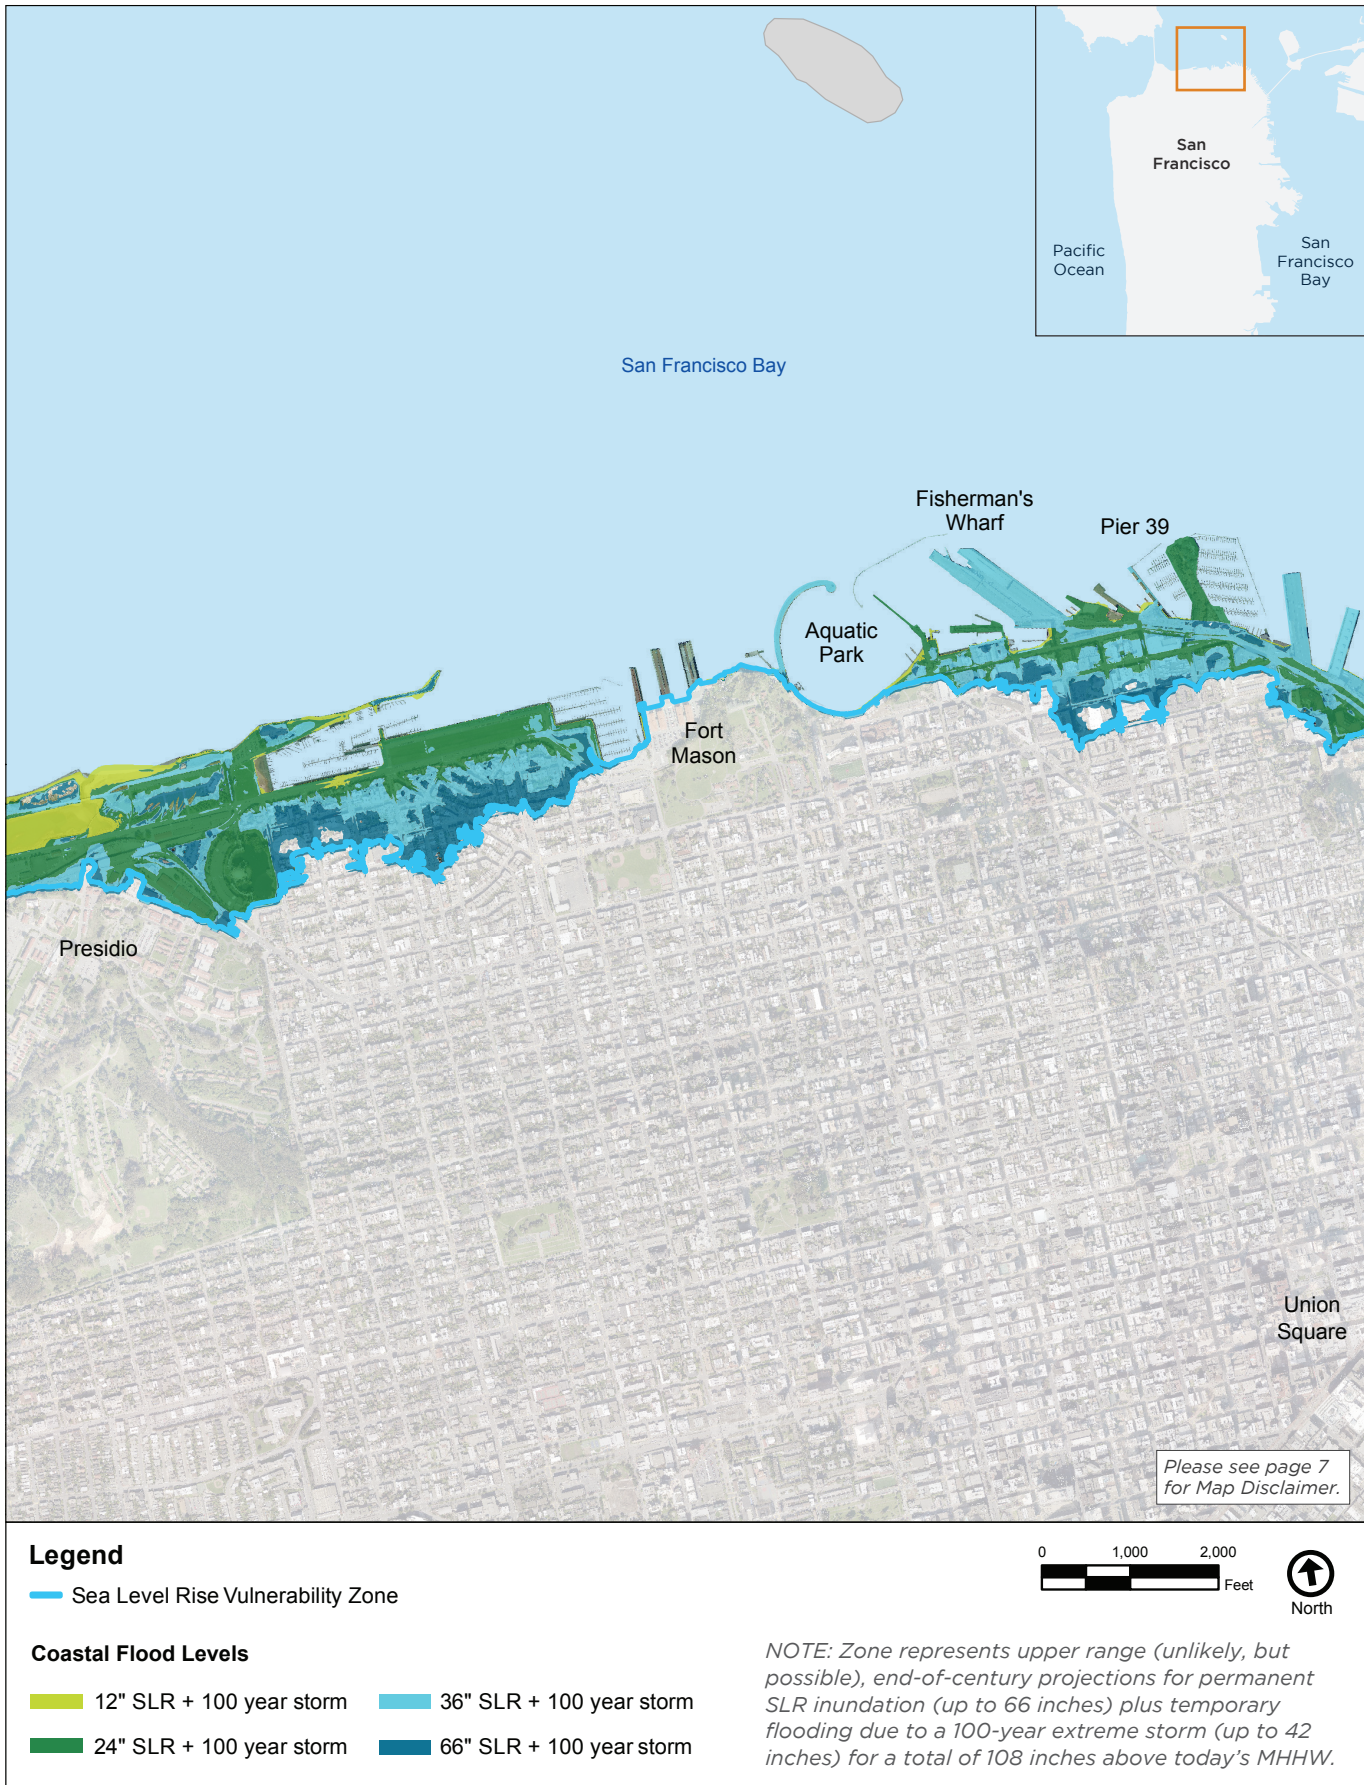 San
Francisco
Pacific
Ocean
San
Francisco
Bay
San Francisco Bay
Fisherman's
Wharf
Pier 39
Aquatic
Park
Fort
Mason
Presidio
Union
Square
Please see page 7
for Map Disclaimer.
Legend
Sea Level Rise Vulnerability Zone
0 1,000 2,000
Feet
North
Coastal Flood Levels
12" SLR + 100 year storm
36" SLR + 100 year storm
24" SLR + 100 year storm
66" SLR + 100 year storm
NOTE: Zone represents upper range (unlikely, but
possible), end-of-century projections for permanent
SLR inundation (up to 66 inches) plus temporary
flooding due to a 100-year extreme storm (up to 42
inches) for a total of 108 inches above today's MHHW.